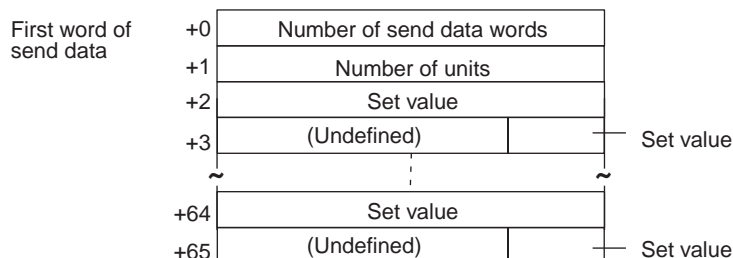 First word of
send data
+0
Number of send data words
+1
Number of units
+2
Set value
+3
(Undefined)
Set value
~
~
+64
Set value
+65
(Undefined)
Set value